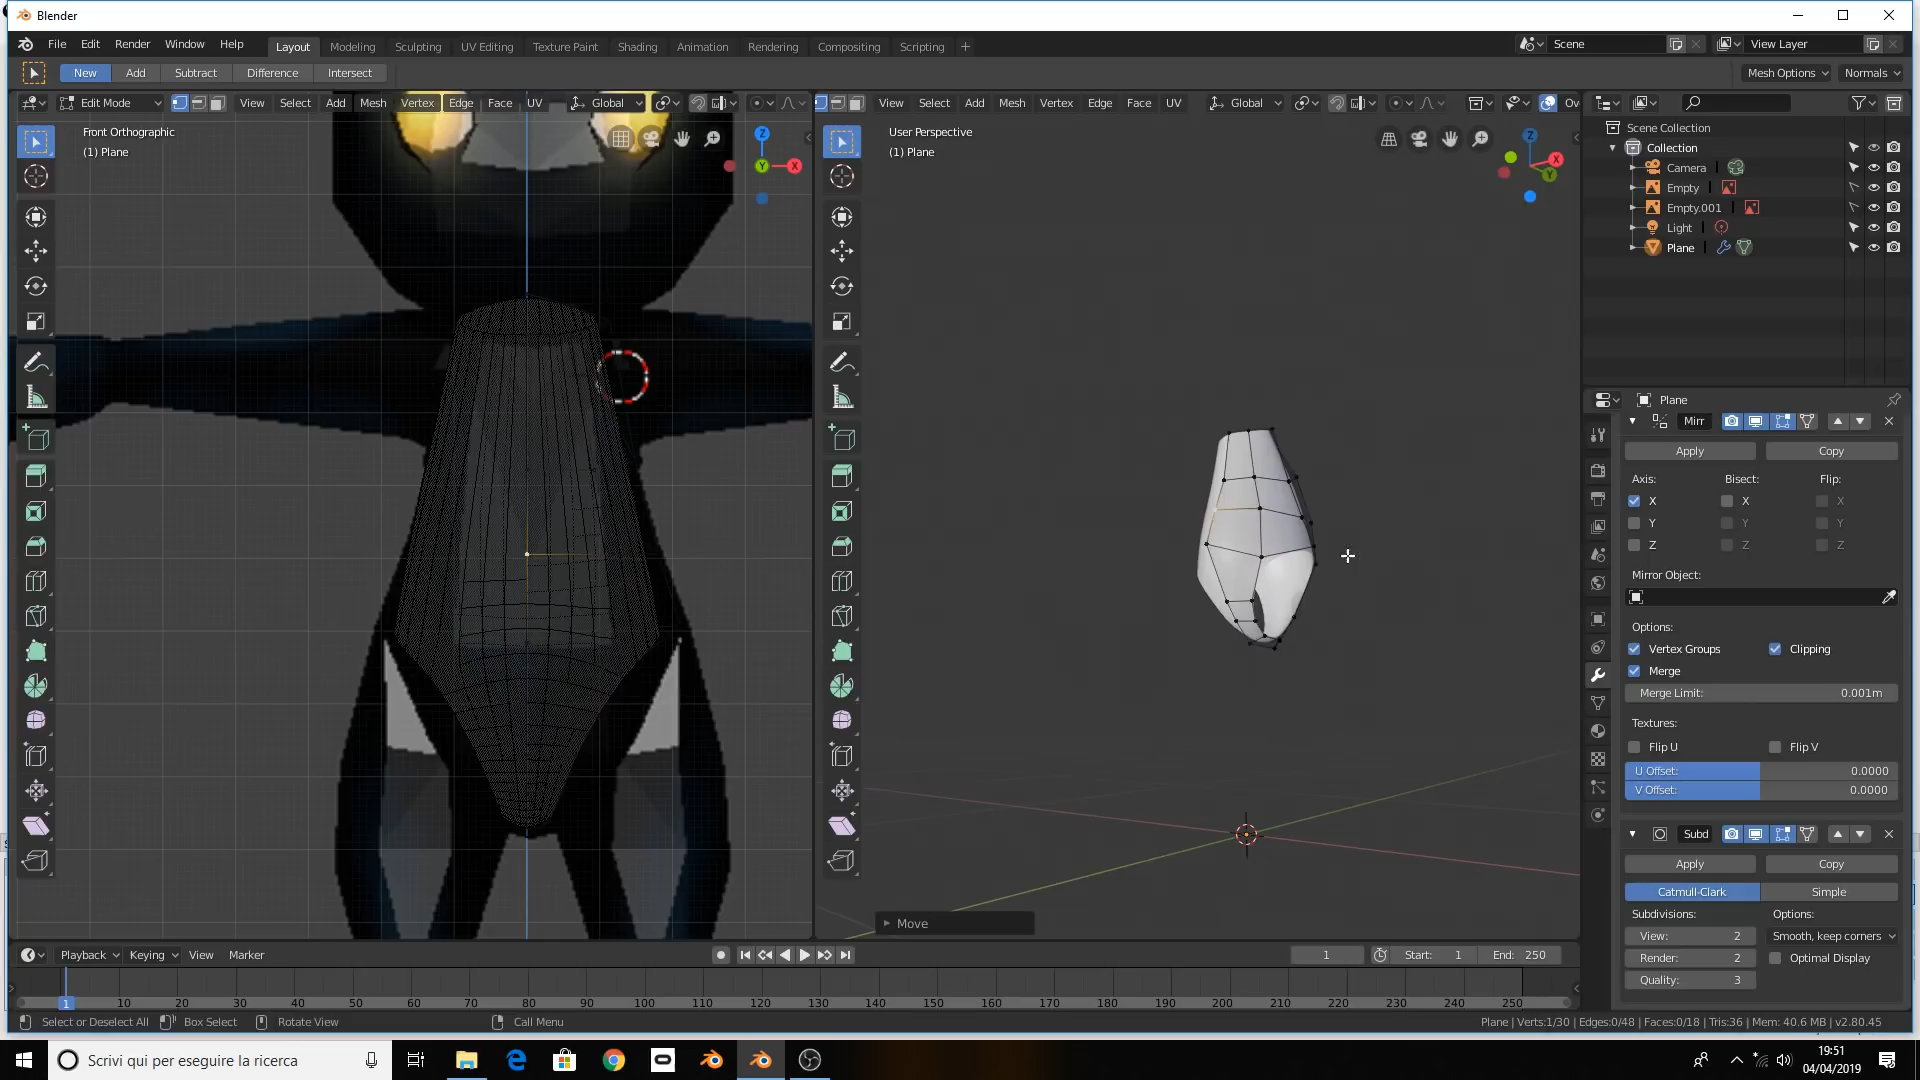 Blender
File Edit Render Window Help Layout Modeling Sculpting UV Editing Texture Paint Shading Animation Rendering Compositing Scripting + Scene View Layer
New Add Subtract Difference Intersect Mesh Options Normals
Edit Mode View Select Add Mesh Vertex Edge Face UV Global View Select Add Mesh Vertex Edge Face UV Global Ov
Front Orthographic
(1) Plane
Z
Y
X
User Perspective
(1) Plane
Z
X
Y
Scene Collection
Collection
Camera
Empty
Empty.001
Light
Plane
Plane
Mirr
Apply Copy
Axis: Bisect: Flip:
X X X
Y Y Y
Z Z Z
Mirror Object:
Options:
Vertex Groups Clipping
Merge
Merge Limit: 0.001m
Textures:
Flip U Flip V
U Offset: 0.0000
V Offset: 0.0000
Subd
Apply Copy
Catmull-Clark Simple
Subdivisions: Options:
View: 2 Smooth, keep corners
Render: 2 Optimal Display
Quality: 3
Move
Playback Keying View Marker 1 Start: 1 End: 250
1 10 20 30 40 50 60 70 80 90 100 110 120 130 140 150 160 170 180 190 200 210 220 230 240 250
Select or Deselect All Box Select Rotate View Call Menu Plane | Verts:1/30 | Edges:0/48 | Faces:0/18 | Tris:36 | Mem: 40.6 MB | v2.80.45
Scrivi qui per eseguire la ricerca
19:51
04/04/2019